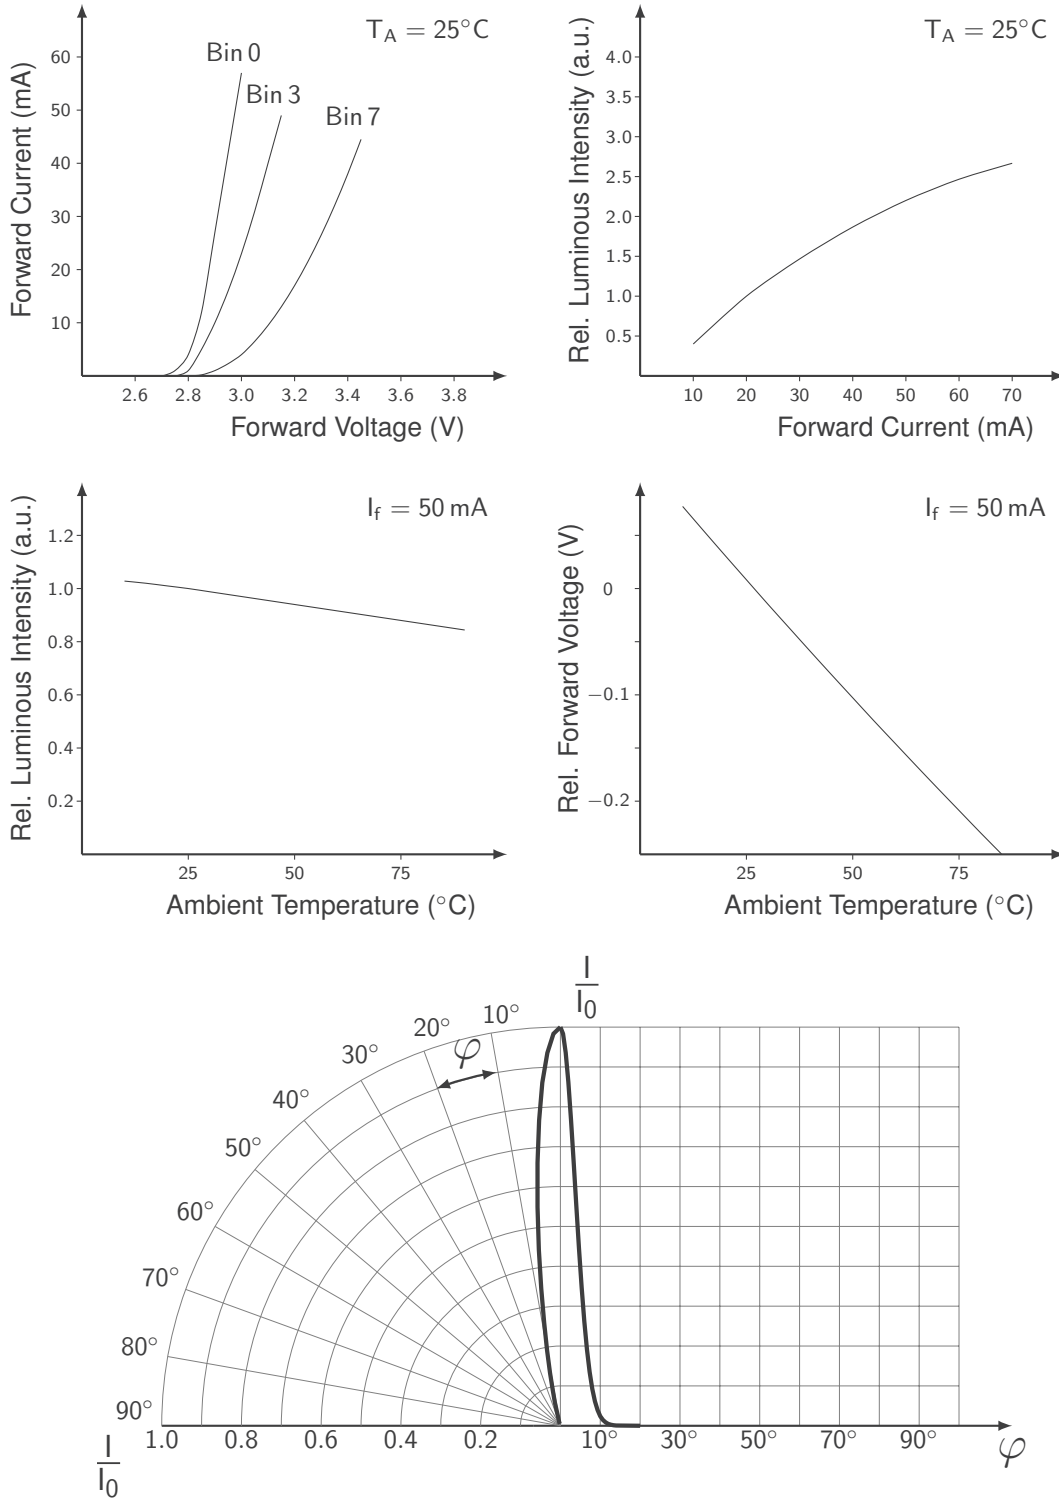 T_A = 25°C
Forward Current (mA)
60
50
40
30
20
10
Bin 0
Bin 3
Bin 7
2.6 2.8 3.0 3.2 3.4 3.6 3.8
Forward Voltage (V)
T_A = 25°C
Rel. Luminous Intensity (a.u.)
4.0
3.5
3.0
2.5
2.0
1.5
1.0
0.5
10 20 30 40 50 60 70
Forward Current (mA)
I_f = 50 mA
Rel. Luminous Intensity (a.u.)
1.2
1.0
0.8
0.6
0.4
0.2
25 50 75
Ambient Temperature (°C)
I_f = 50 mA
Rel. Forward Voltage (V)
0
−0.1
−0.2
25 50 75
Ambient Temperature (°C)
I/I_0
10°
20°
φ
30°
40°
50°
60°
70°
80°
90°
1.0 0.8 0.6 0.4 0.2 10° 30° 50° 70° 90° φ
I/I_0